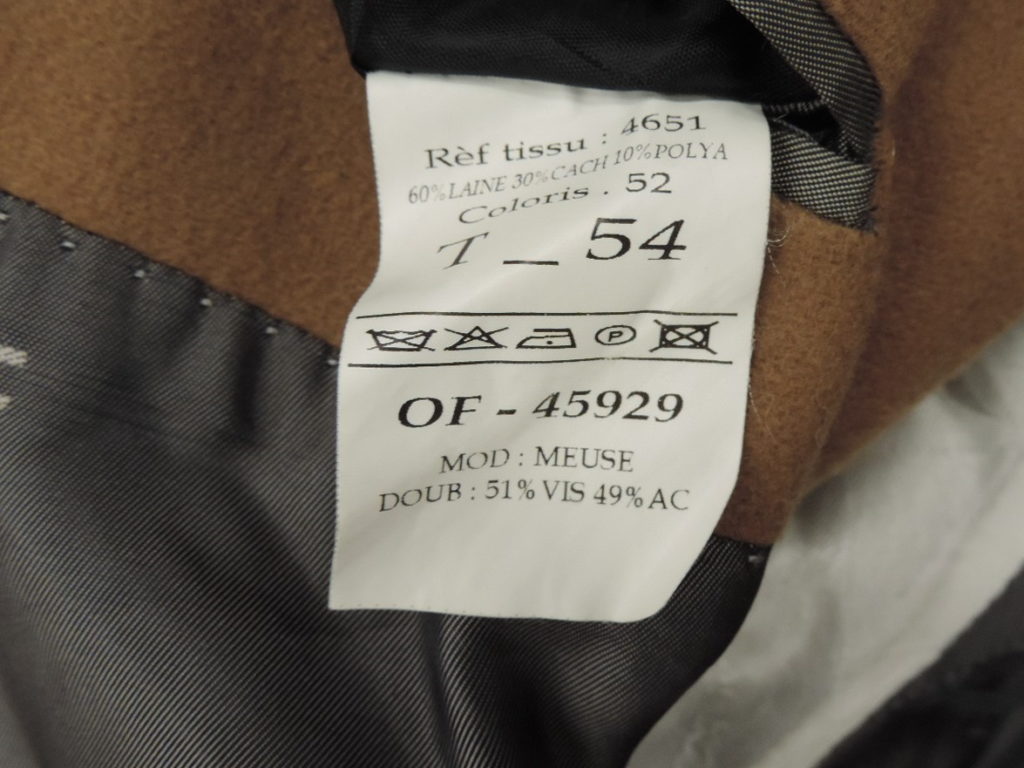 Rèf tissu : 4651
60%LAINE 30%CACH 10%POLYA
Coloris . 52
T _ 54
P
OF - 45929
MOD : MEUSE
DOUB : 51% VIS 49% AC